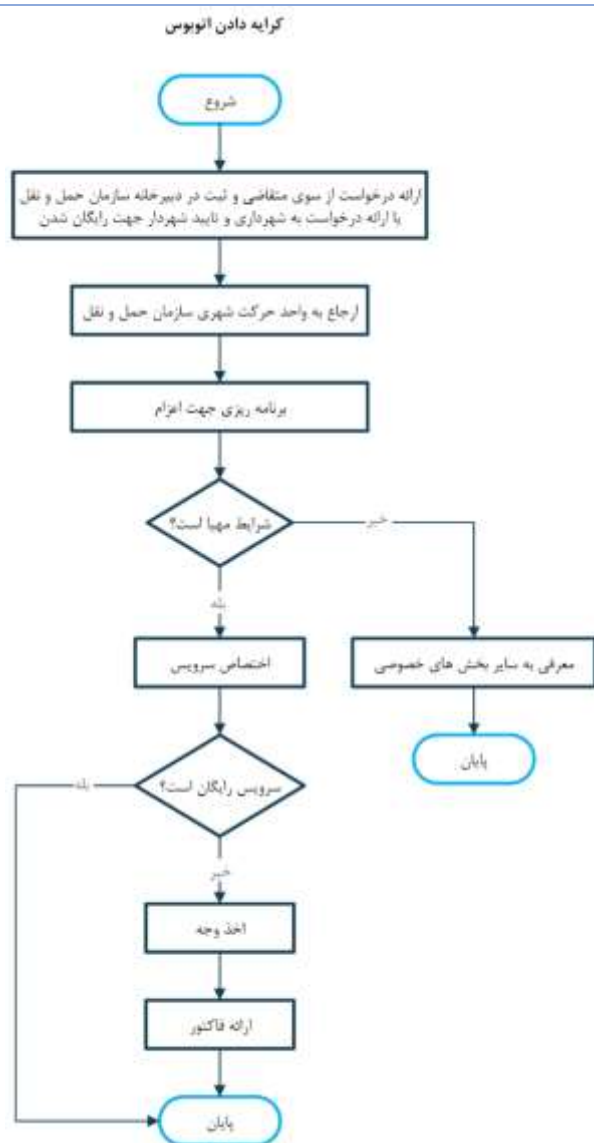 کرایه دادن اتوبوس
شروع
ارائه درخواست از سوی متقاضی و ثبت در دبیرخانه سازمان حمل و نقل
یا ارائه درخواست به شهرداری و تایید شهردار جهت رایگان شدن
ارجاع به واحد حرکت شهری سازمان حمل و نقل
برنامه ریزی جهت اعزام
شرایط مهیا است؟
خیر
بله
اختصاص سرویس
معرفی به سایر بخش های خصوصی
پایان
سرویس رایگان است؟
بله
خیر
اخذ وجه
ارائه فاکتور
پایان